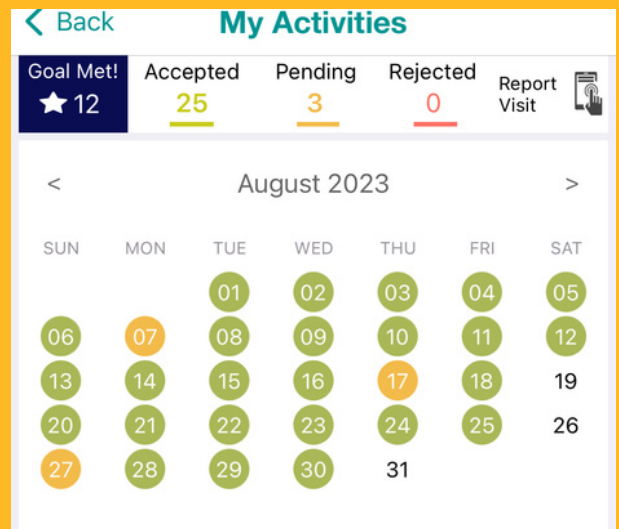 < Back My Activities
Goal Met! Accepted Pending Rejected Report
★ 12 25 3 0 Visit
< August 2023 >
SUN MON TUE WED THU FRI SAT
01 02 03 04 05
06 07 08 09 10 11 12
13 14 15 16 17 18 19
20 21 22 23 24 25 26
27 28 29 30 31